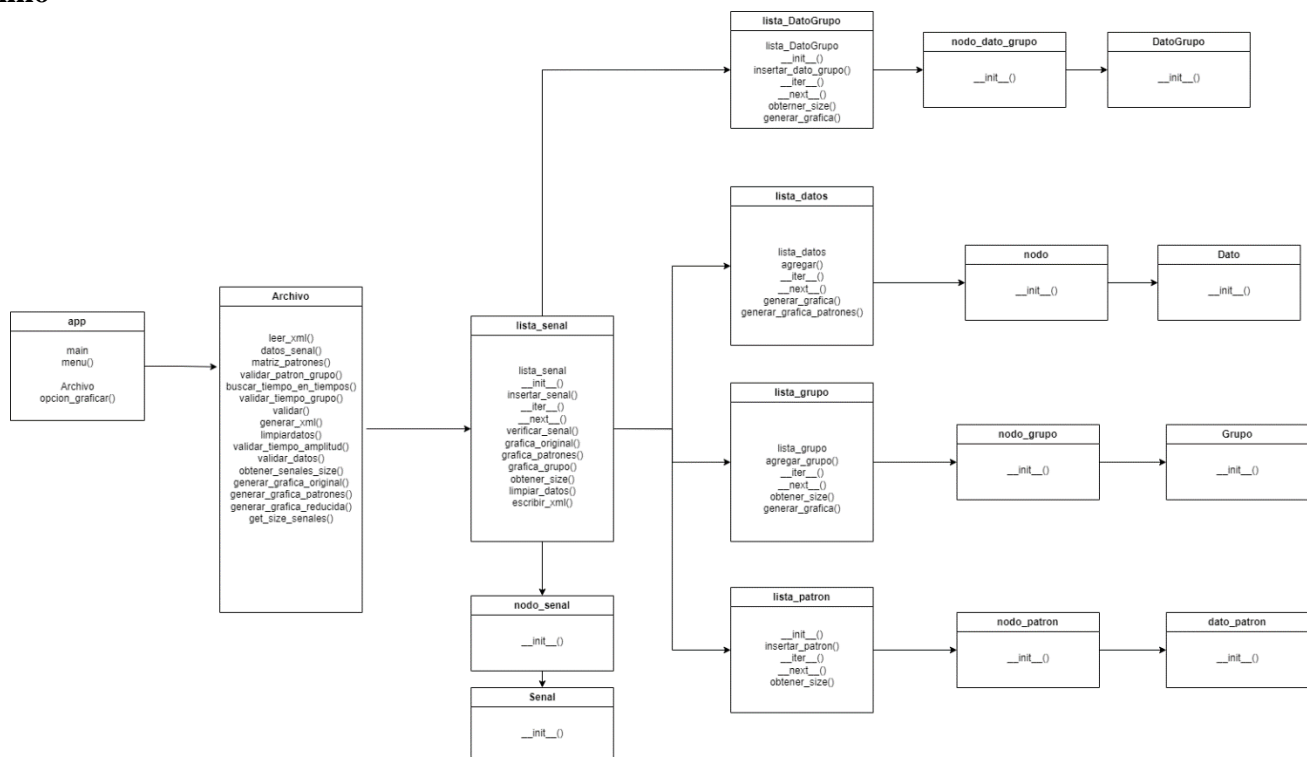 lista_DatoGrupo
lista_DatoGrupo
__init__()
insertar_dato_grupo()
__iter__()
__next__()
obterner_size()
generar_grafica()
nodo_dato_grupo
__init__()
DatoGrupo
__init__()
lista_datos
lista_datos
agregar()
__iter__()
__next__()
generar_grafica()
generar_grafica_patrones()
nodo
__init__()
Dato
__init__()
app
main
menu()
Archivo
opcion_graficar()
Archivo
leer_xml()
datos_senal()
matriz_patrones()
validar_patron_grupo()
buscar_tiempo_en_tiempos()
validar_tiempo_grupo()
validar()
generar_xml()
limpiardatos()
validar_tiempo_amplitud()
validar_datos()
obtener_senales_size()
generar_grafica_original()
generar_grafica_patrones()
generar_grafica_reducida()
get_size_senales()
lista_senal
lista_senal
__init__()
insertar_senal()
__iter__()
__next__()
verificar_senal()
grafica_original()
grafica_patrones()
grafica_grupo()
obtener_size()
limpiar_datos()
escribir_xml()
lista_grupo
lista_grupo
agregar_grupo()
__iter__()
__next__()
obtener_size()
generar_grafica()
nodo_grupo
__init__()
Grupo
__init__()
nodo_senal
__init__()
Senal
__init__()
lista_patron
__init__()
insertar_patron()
__iter__()
__next__()
obtener_size()
nodo_patron
__init__()
dato_patron
__init__()